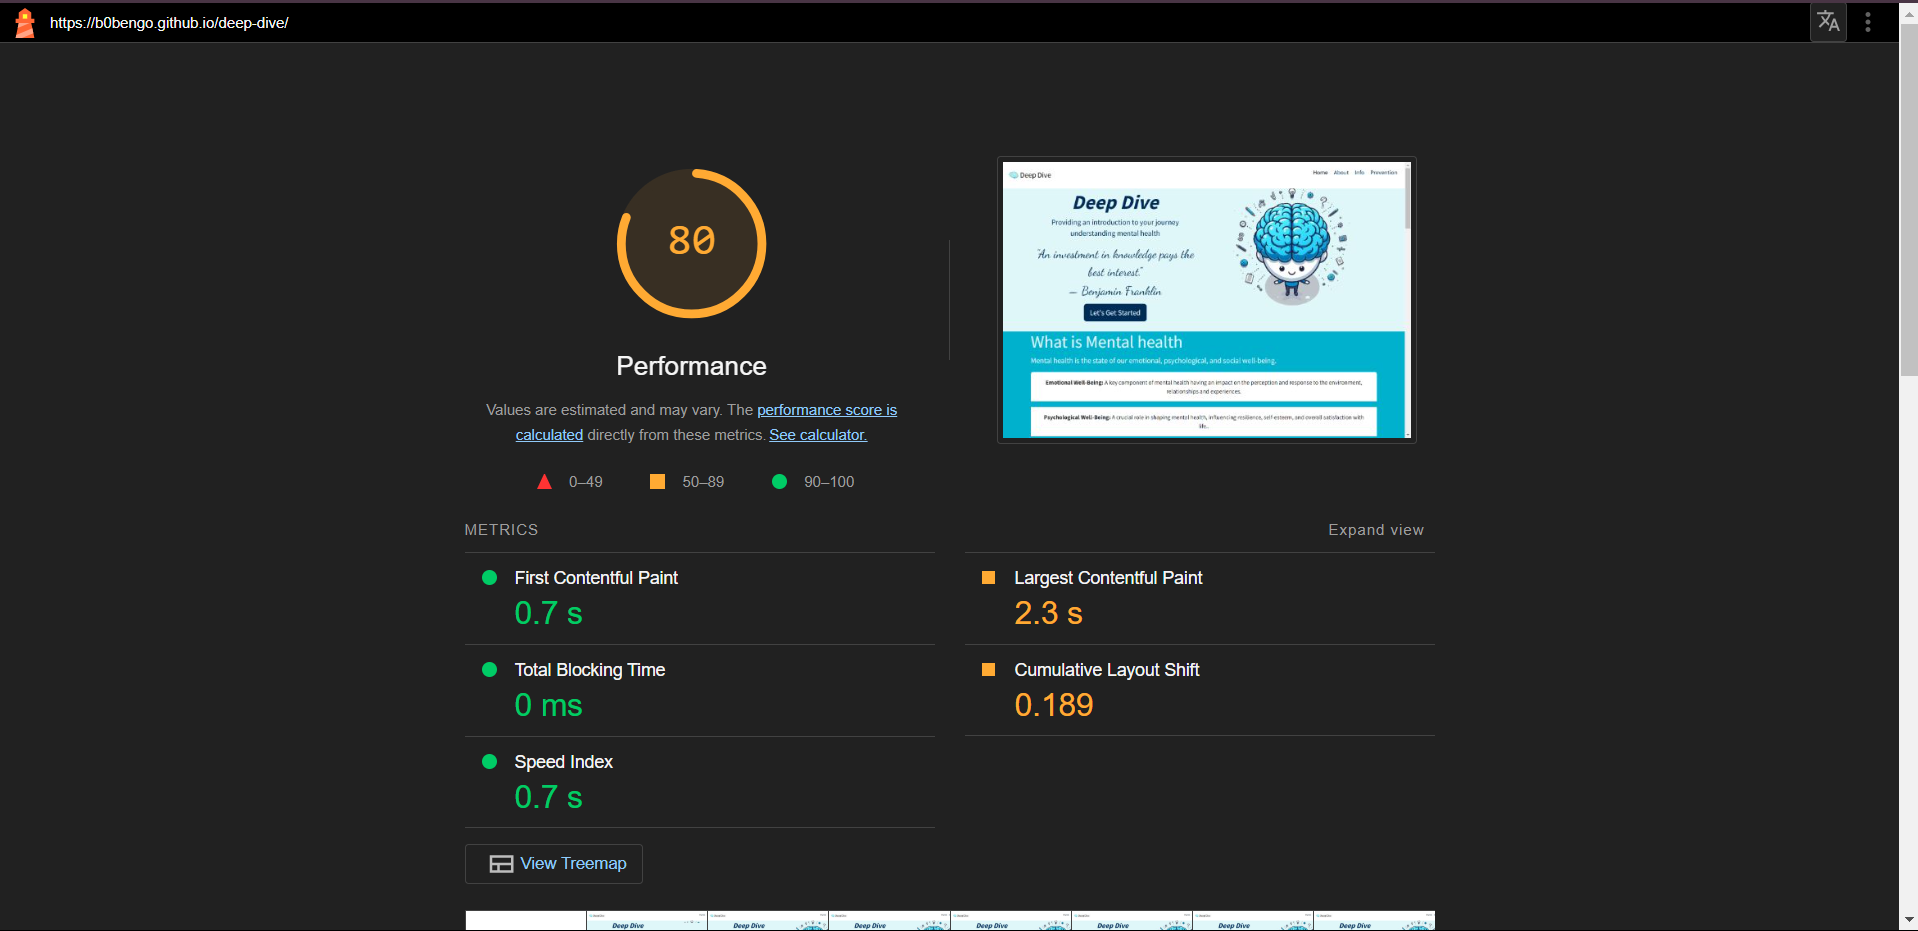 https://b0bengo.github.io/deep-dive/
80
Performance
Values are estimated and may vary. The performance score is
calculated directly from these metrics. See calculator.
0–49
50–89
90–100
Deep Dive
Home About Info Prevention
Deep Dive
Providing an introduction to your journey
understanding mental health
"An investment in knowledge pays the
best interest."
— Benjamin Franklin
Let's Get Started
What is Mental health
Mental health is the state of our emotional, psychological, and social well-being.
Emotional Well-Being: A key component of mental health having an impact on the perception and response to the environment,
relationships and experiences.
Psychological Well-Being: A crucial role in shaping mental health, influencing resilience, self-esteem, and overall satisfaction with
life..
METRICS
Expand view
First Contentful Paint
0.7 s
Largest Contentful Paint
2.3 s
Total Blocking Time
0 ms
Cumulative Layout Shift
0.189
Speed Index
0.7 s
View Treemap
Deep Dive
Deep Dive
Deep Dive
Deep Dive
Deep Dive
Deep Dive
Deep Dive